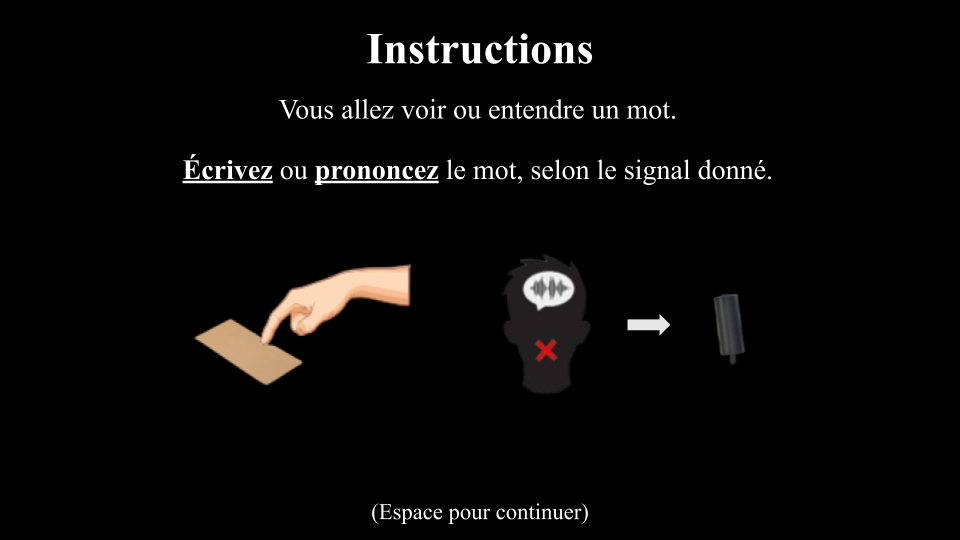 Instructions
Vous allez voir ou entendre un mot.
Écrivez ou prononcez le mot, selon le signal donné.
(Espace pour continuer)